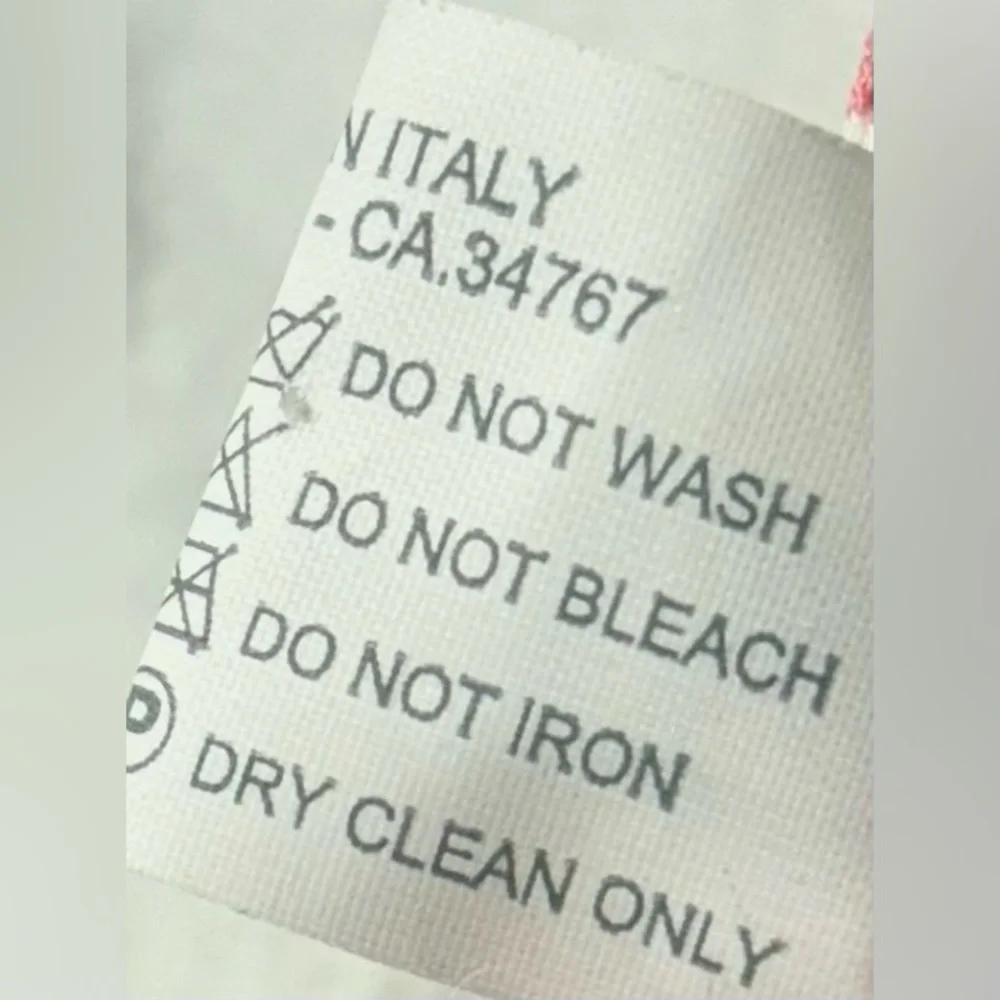 N ITALY
- CA.34767
DO NOT WASH
DO NOT BLEACH
DO NOT IRON
P DRY CLEAN ONLY